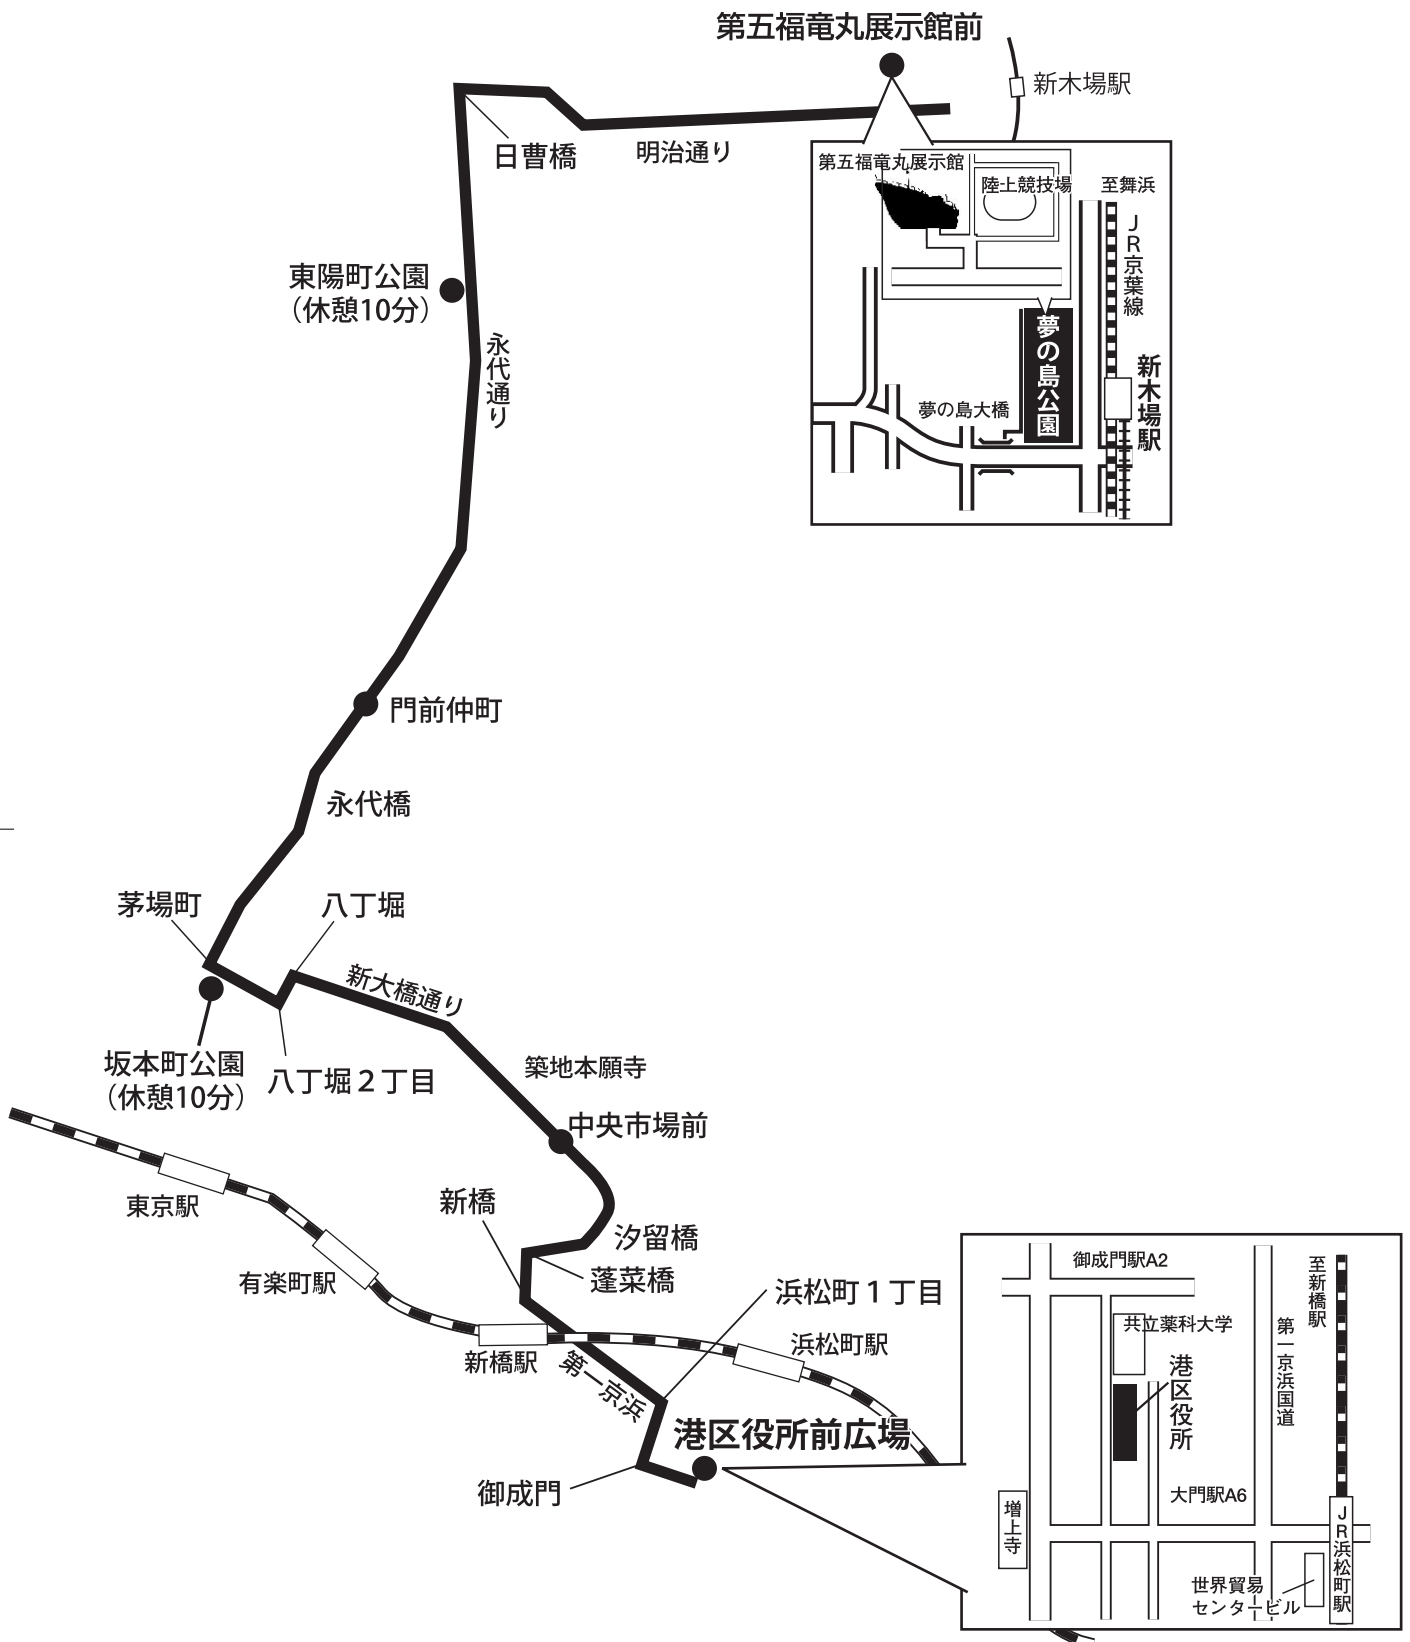 第五福竜丸展示館前
新木場駅
日曹橋
明治通り
第五福竜丸展示館
陸上競技場
至舞浜
JR京葉線
東陽町公園
（休憩10分）
永代通り
夢の島公園
新木場駅
夢の島大橋
門前仲町
永代橋
茅場町
八丁堀
新大橋通り
坂本町公園
（休憩10分）
八丁堀２丁目
築地本願寺
中央市場前
東京駅
新橋
汐留橋
蓬莱橋
有楽町駅
浜松町１丁目
新橋駅
第一京浜
浜松町駅
港区役所前広場
御成門
御成門駅A2
至新橋駅
共立薬科大学
第一京浜国道
港区役所
大門駅A6
増上寺
JR浜松町駅
世界貿易
センタービル